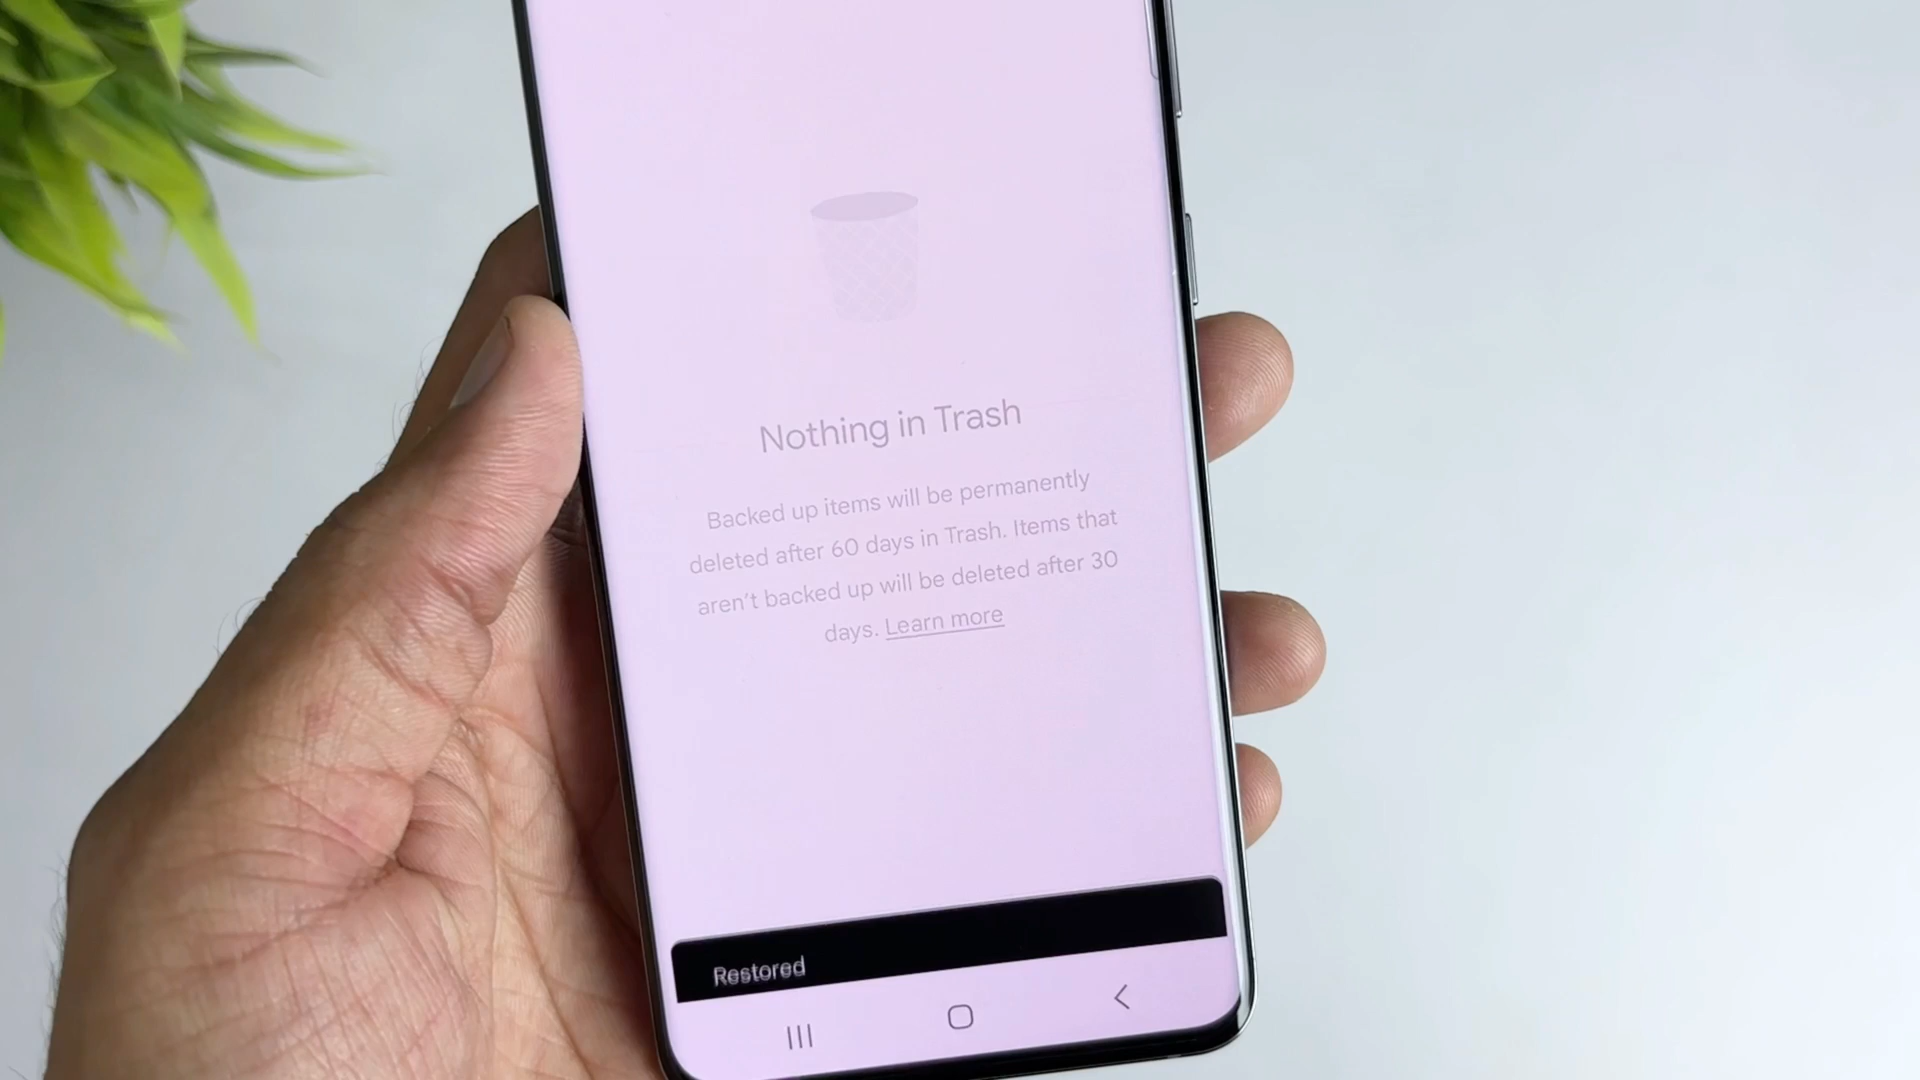 Nothing in Trash
Backed up items will be permanently
deleted after 60 days in Trash. Items that
aren't backed up will be deleted after 30
days. Learn more
Restored